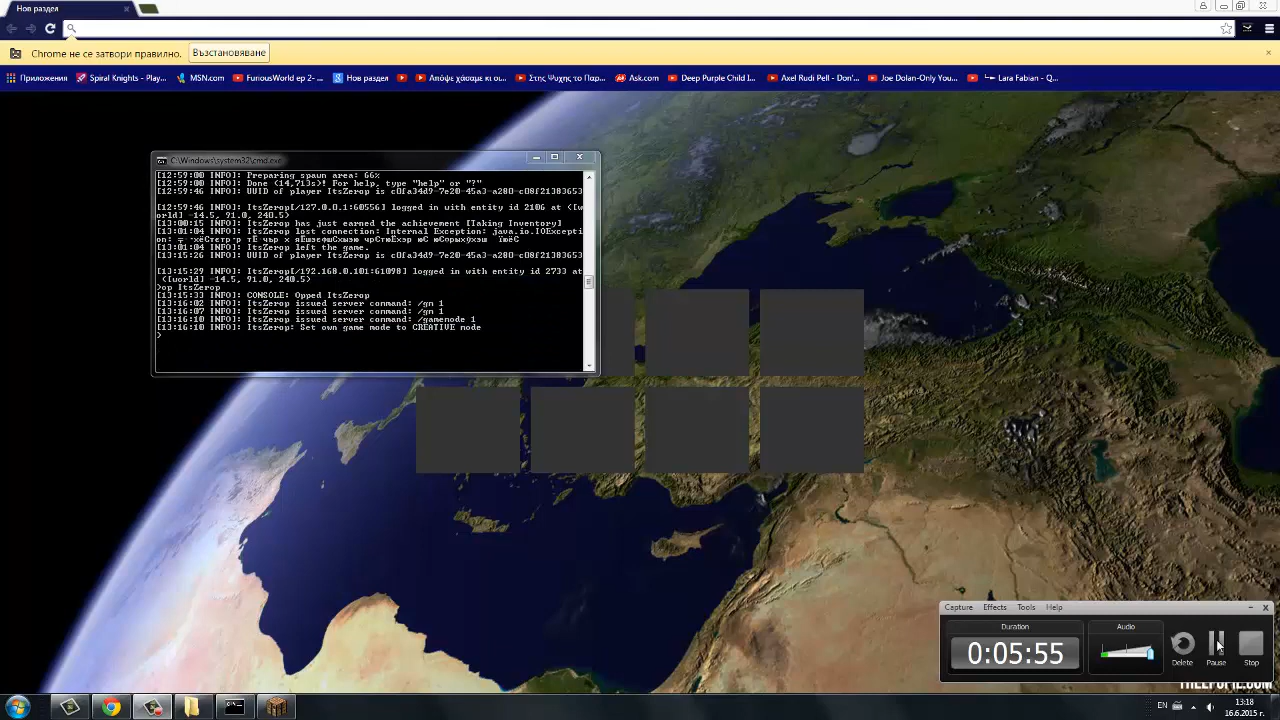 Нов раздел
Chrome не се затвори правилно. Възстановяване
Приложения Spiral Knights - Play... MSN.com FuriousWorld ep 2-... Нов раздел Απόψε χάσαμε κι οι... Στης Ψυχης το Παρ... Ask.com Deep Purple Child I... Axel Rudi Pell - Don'... Joe Dolan-Only You... Lara Fabian - Q...
C:\Windows\system32\cmd.exe
[12:59:00 INFO]: Preparing spawn area: 66%
[12:59:00 INFO]: Done (14,713s)! For help, type "help" or "?"
[12:59:46 INFO]: UUID of player ItsZerop is c0fa34d9-7e20-45a3-a280-c08f21383653
[12:59:46 INFO]: ItsZerop[/127.0.0.1:60556] logged in with entity id 2106 at ([w
orld] -14.5, 91.0, 240.5)
[13:00:15 INFO]: ItsZerop has just earned the achievement [Taking Inventory]
[13:01:04 INFO]: ItsZerop lost connection: Internal Exception: java.io.IOExcepti
on:
[13:01:04 INFO]: ItsZerop left the game.
[13:15:26 INFO]: UUID of player ItsZerop is c0fa34d9-7e20-45a3-a280-c08f21383653
[13:15:29 INFO]: ItsZerop[/192.168.0.101:61098] logged in with entity id 2733 at
([world] -14.5, 91.0, 240.5)
>op ItsZerop
[13:15:33 INFO]: CONSOLE: Opped ItsZerop
[13:16:02 INFO]: ItsZerop issued server command: /gm 1
[13:16:07 INFO]: ItsZerop issued server command: /gm 1
[13:16:10 INFO]: ItsZerop issued server command: /gamemode 1
[13:16:10 INFO]: ItsZerop: Set own game mode to CREATIVE mode
>
Capture Effects Tools Help
Duration Audio
0:05:55
Delete Pause Stop
EN 13:18
16.6.2015 г.